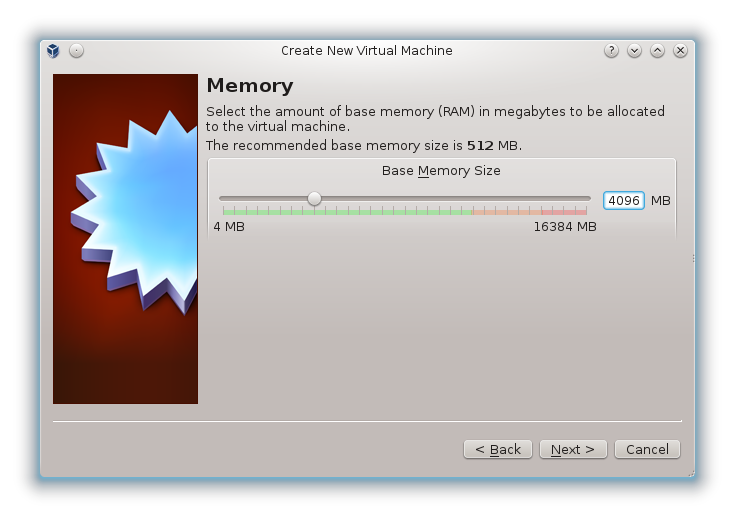 Create New Virtual Machine
Memory
Select the amount of base memory (RAM) in megabytes to be allocated
to the virtual machine.
The recommended base memory size is 512 MB.
Base Memory Size
4096 MB
4 MB 16384 MB
< Back Next > Cancel